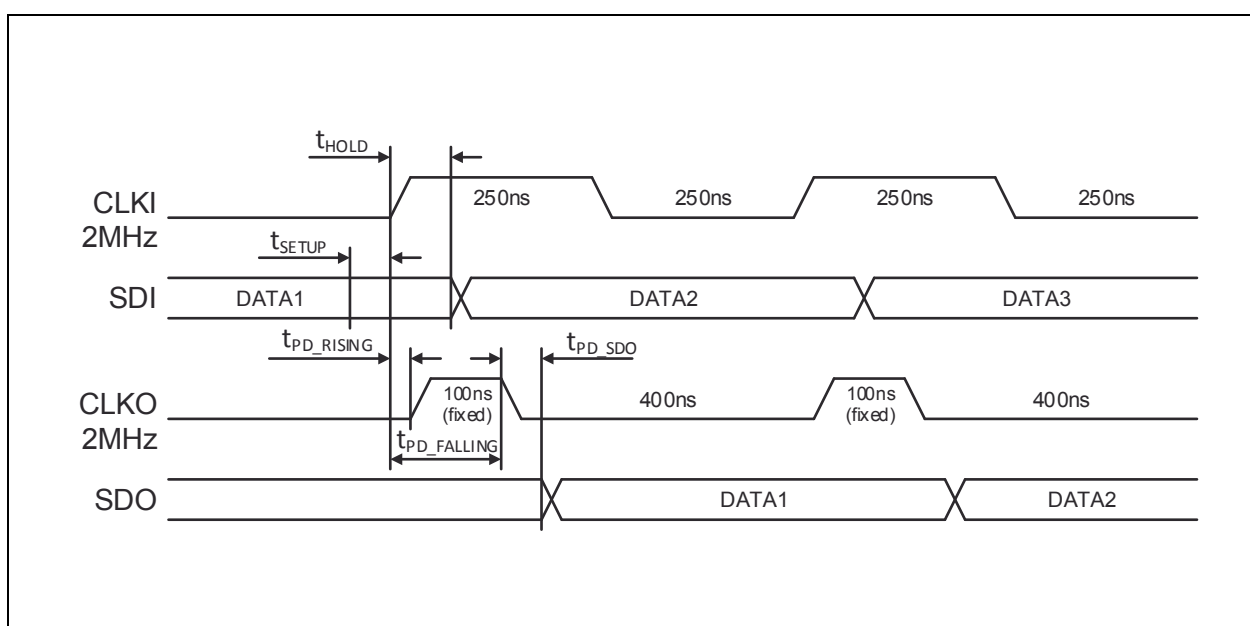 tHOLD
CLKI
2MHz
250ns 250ns 250ns 250ns
tSETUP
SDI
DATA1 DATA2 DATA3
tPD_RISING tPD_SDO
CLKO
2MHz
100ns
(fixed)
400ns
100ns
(fixed)
400ns
tPD_FALLING
SDO
DATA1 DATA2